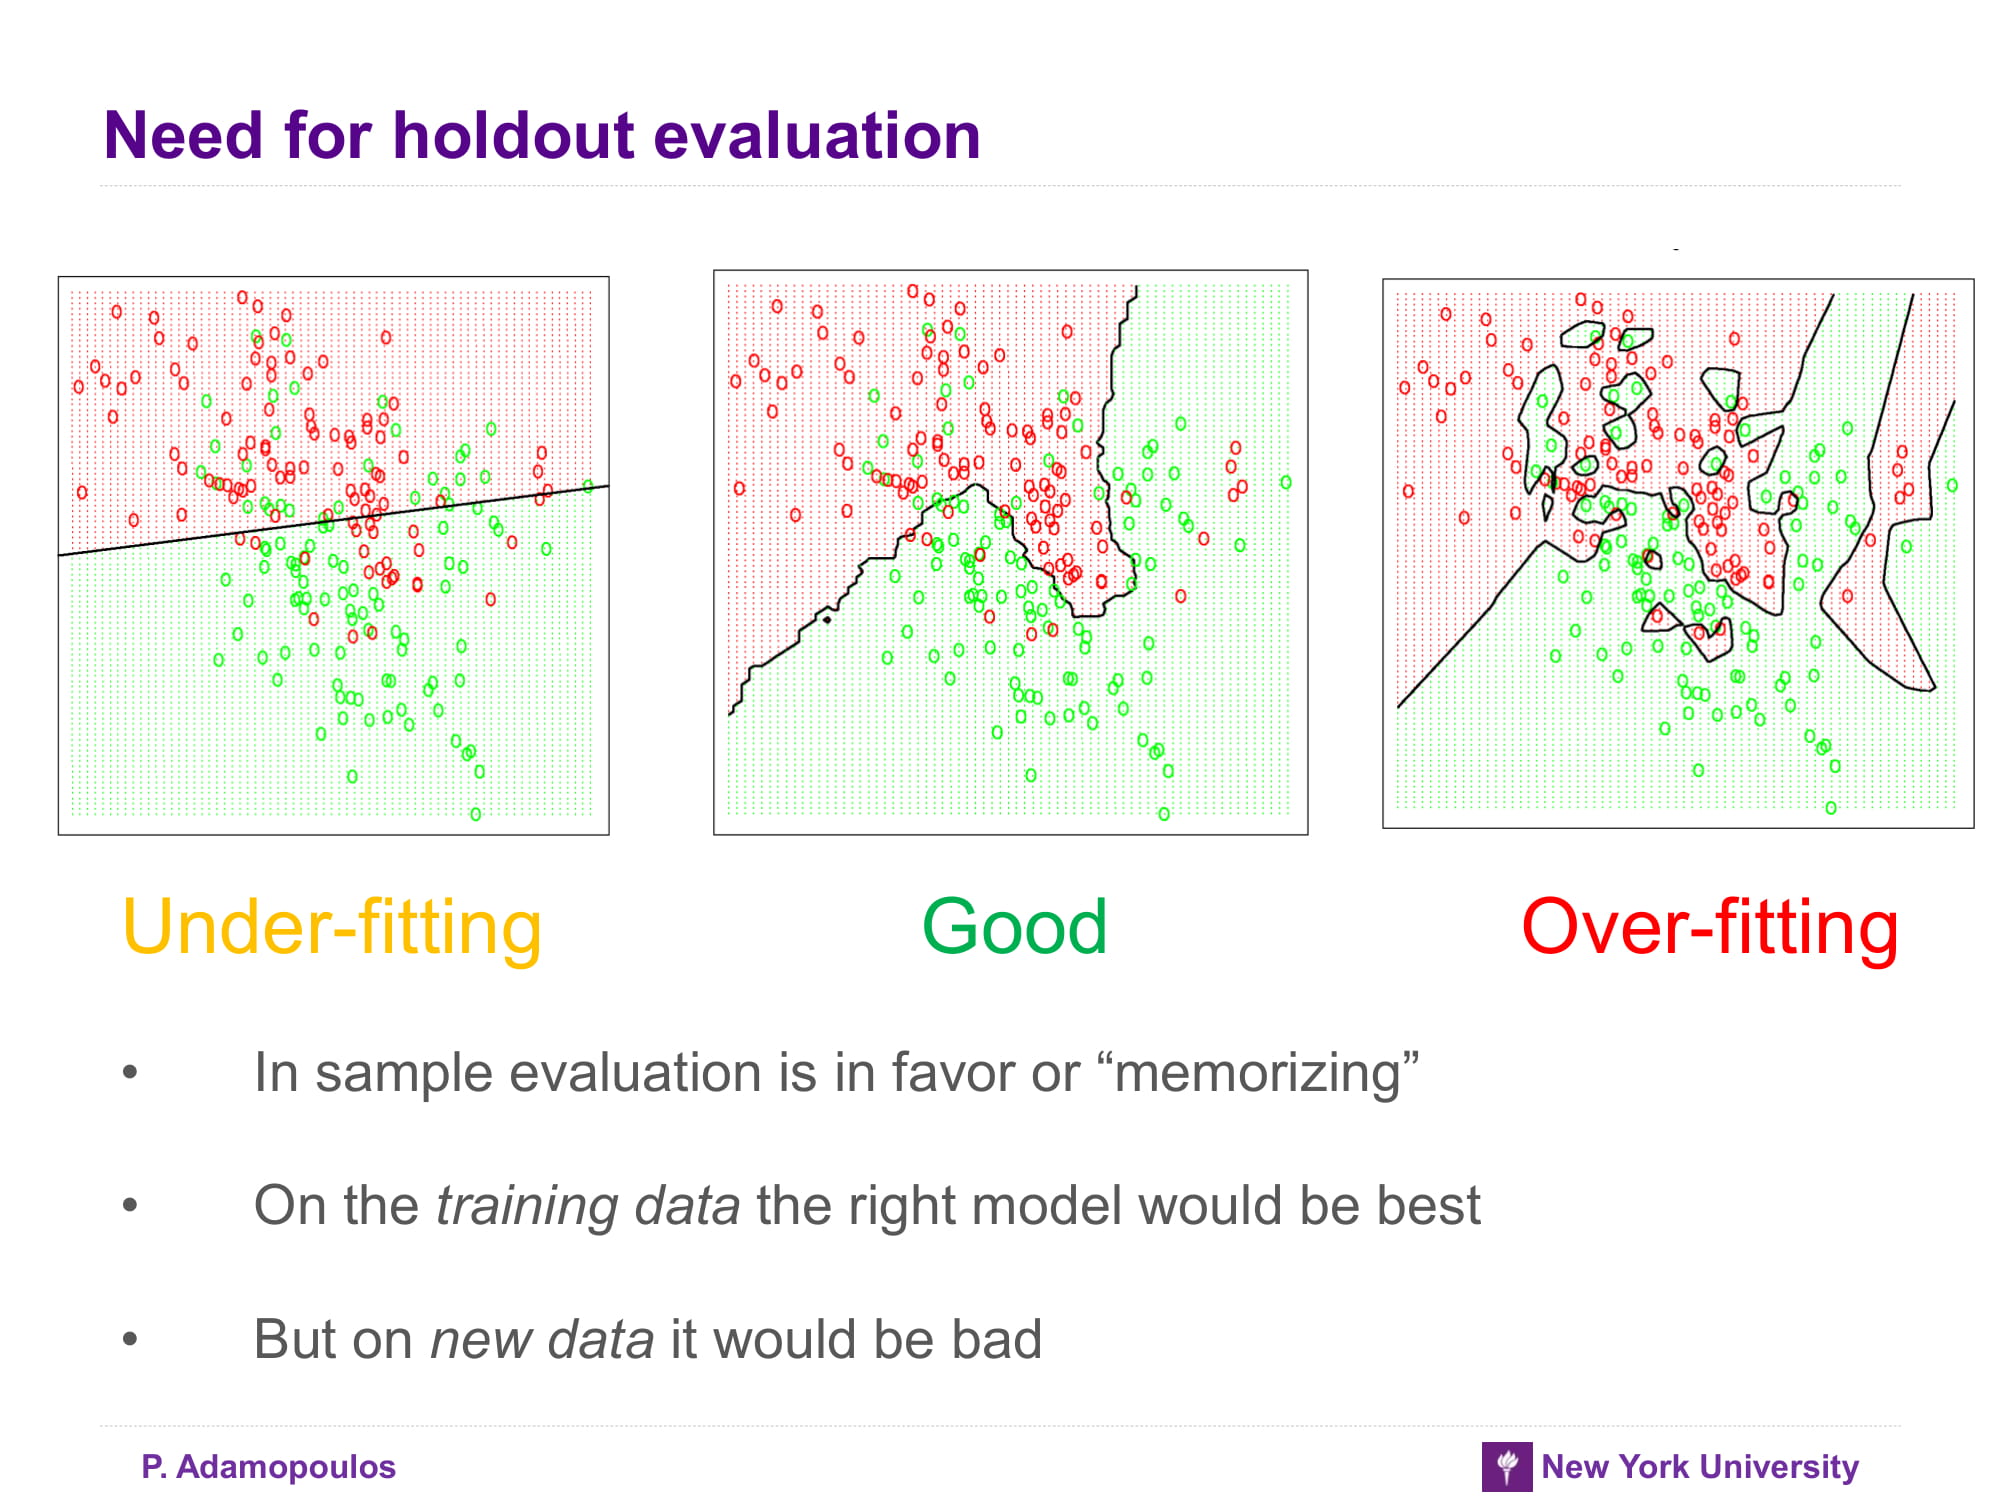 Need for holdout evaluation
Under-fitting
Good
Over-fitting
• In sample evaluation is in favor or “memorizing”
• On the training data the right model would be best
• But on new data it would be bad
P. Adamopoulos
New York University